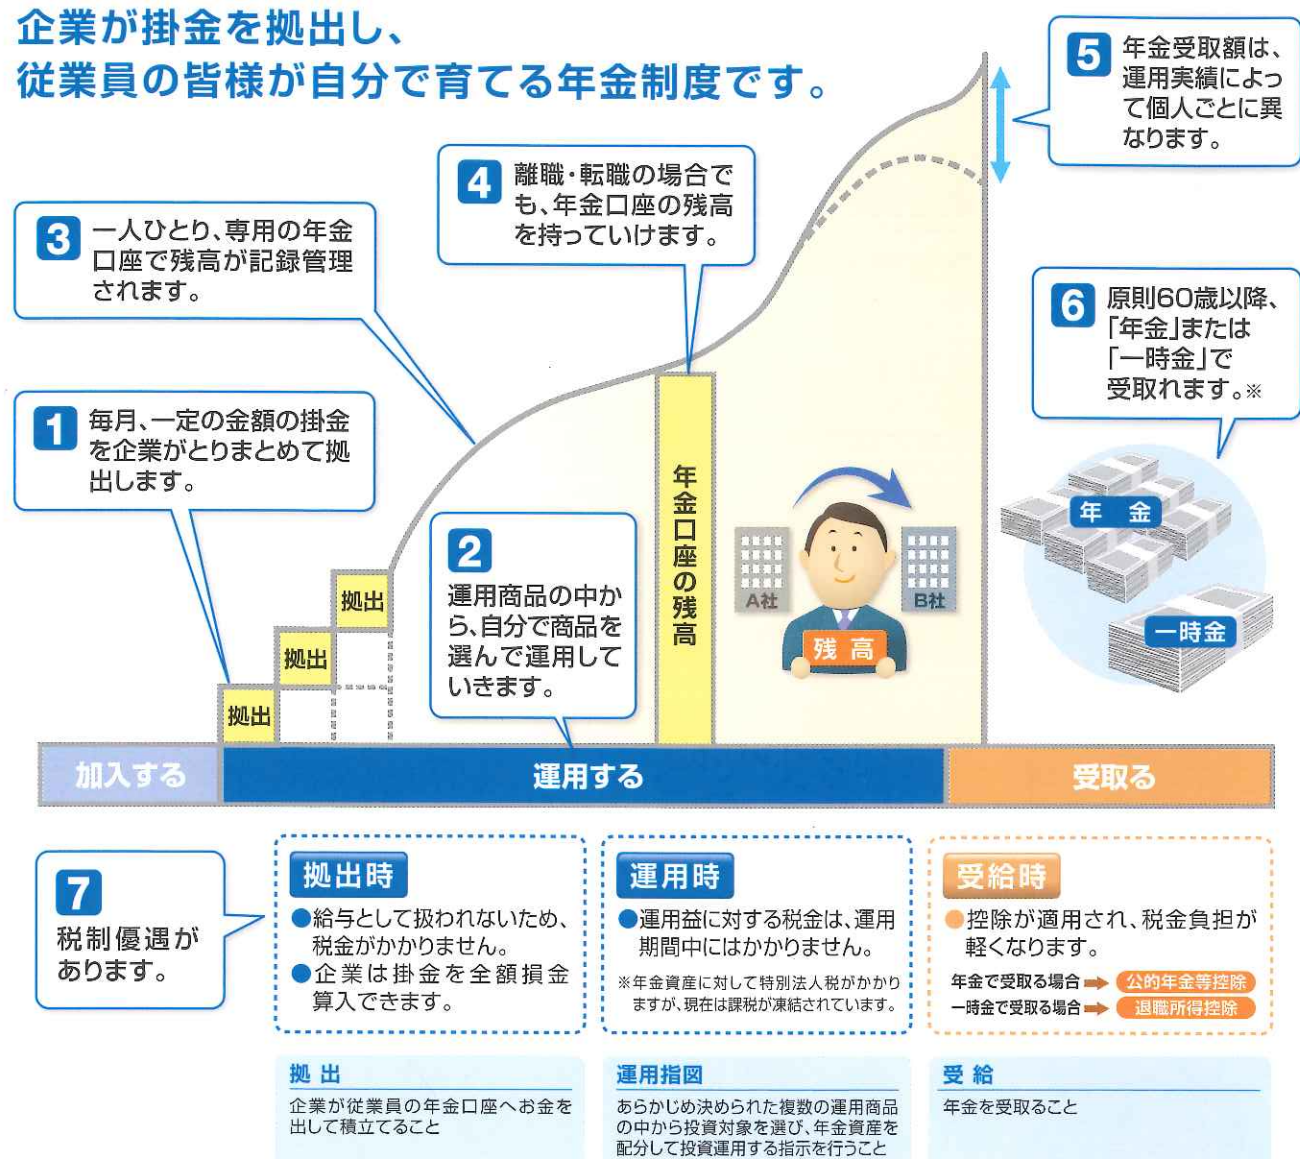 企業が掛金を拠出し、
従業員の皆様が自分で育てる年金制度です。
5
年金受取額は、
運用実績によっ
て個人ごとに異
なります。
4
離職・転職の場合で
も、年金口座の残高
を持っていけます。
3
一人ひとり、専用の年金
口座で残高が記録管理
されます。
6
原則60歳以降、
「年金」または
「一時金」で
受取れます。※
1
毎月、一定の金額の掛金
を企業がとりまとめて拠
出します。
年金口座の残高
年 金
一時金
2
運用商品の中か
ら、自分で商品を
選んで運用して
いきます。
A社
B社
残 高
拠出
拠出
拠出
加入する
運用する
受取る
7
税制優遇が
あります。
拠出時
●給与として扱われないため、
税金がかかりません。
●企業は掛金を全額損金
算入できます。
運用時
●運用益に対する税金は、運用
期間中にはかかりません。
※年金資産に対して特別法人税がかかり
ますが、現在は課税が凍結されています。
受給時
●控除が適用され、税金負担が
軽くなります。
年金で受取る場合➡公的年金等控除
一時金で受取る場合➡退職所得控除
拠 出
企業が従業員の年金口座へお金を
出して積立てること
運用指図
あらかじめ決められた複数の運用商品
の中から投資対象を選び、年金資産を
配分して投資運用する指示を行うこと
受 給
年金を受取ること